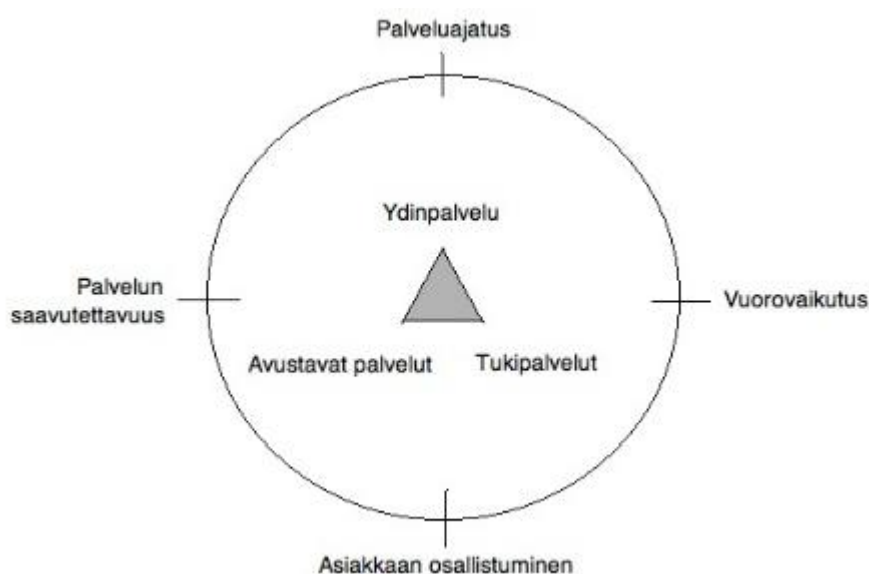 Palveluajatus
Ydinpalvelu
Palvelun
saavutettavuus
Vuorovaikutus
Avustavat palvelut
Tukipalvelut
Asiakkaan osallistuminen